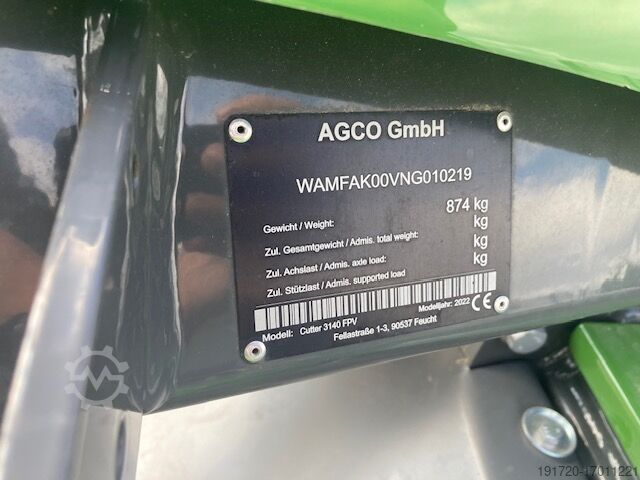 AGCO GmbH
WAMFAK00VNG010219
874 kg
Gewicht / Weight: kg
Zul. Gesamtgewicht / Admis. total weight: kg
Zul. Achslast / Admis. axle load: kg
Zul. Stützlast / Admis. supported load
Modell: Cutter 3140 FPV Modelljahr: 2022 CE
Fellastraße 1-3, 90537 Feucht
191720-17011221